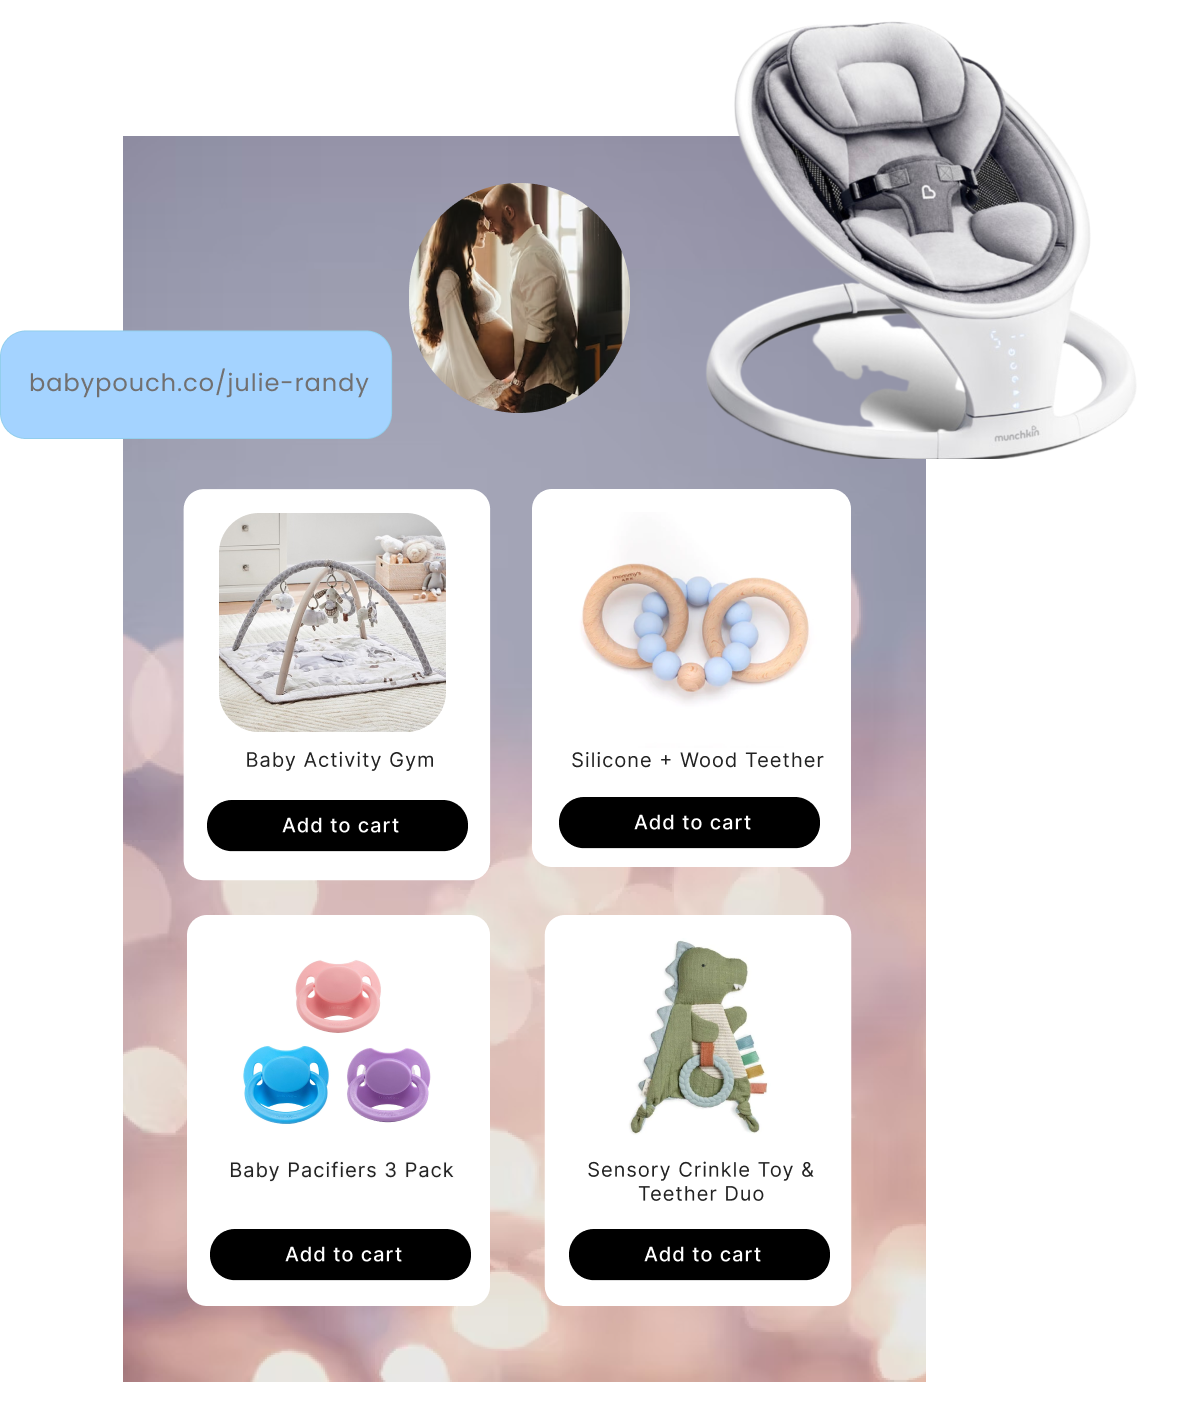 babypouch.co/julie-randy
munchkin
mommy's
Baby Activity Gym
Silicone + Wood Teether
Add to cart
Add to cart
Baby Pacifiers 3 Pack
Sensory Crinkle Toy &
Teether Duo
Add to cart
Add to cart